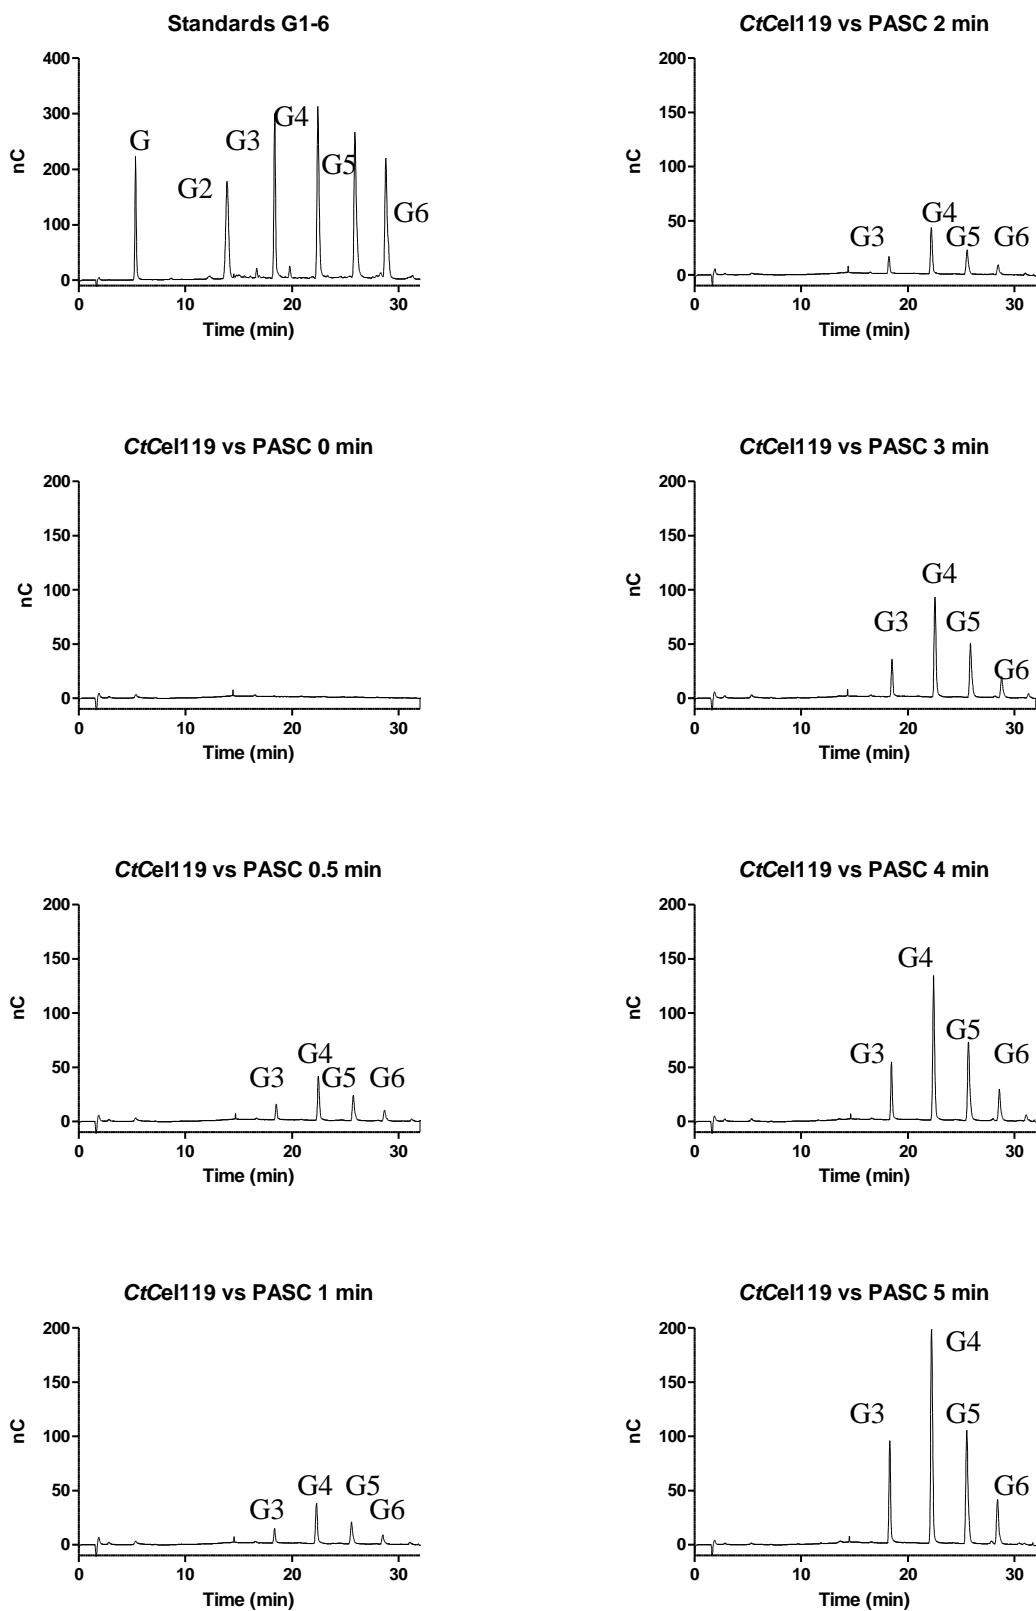 Standards G1-6
400
300
200
100
0
nC
G
G2
G3
G4
G5
G6
0 10 20 30
Time (min)
CtCel119 vs PASC 0 min
200
150
100
50
0
nC
0 10 20 30
Time (min)
CtCel119 vs PASC 0.5 min
200
150
100
50
0
nC
G3
G4
G5
G6
0 10 20 30
Time (min)
CtCel119 vs PASC 1 min
200
150
100
50
0
nC
G3
G4
G5
G6
0 10 20 30
Time (min)
CtCel119 vs PASC 2 min
200
150
100
50
0
nC
G3
G4
G5
G6
0 10 20 30
Time (min)
CtCel119 vs PASC 3 min
200
150
100
50
0
nC
G3
G4
G5
G6
0 10 20 30
Time (min)
CtCel119 vs PASC 4 min
200
150
100
50
0
nC
G3
G4
G5
G6
0 10 20 30
Time (min)
CtCel119 vs PASC 5 min
200
150
100
50
0
nC
G3
G4
G5
G6
0 10 20 30
Time (min)